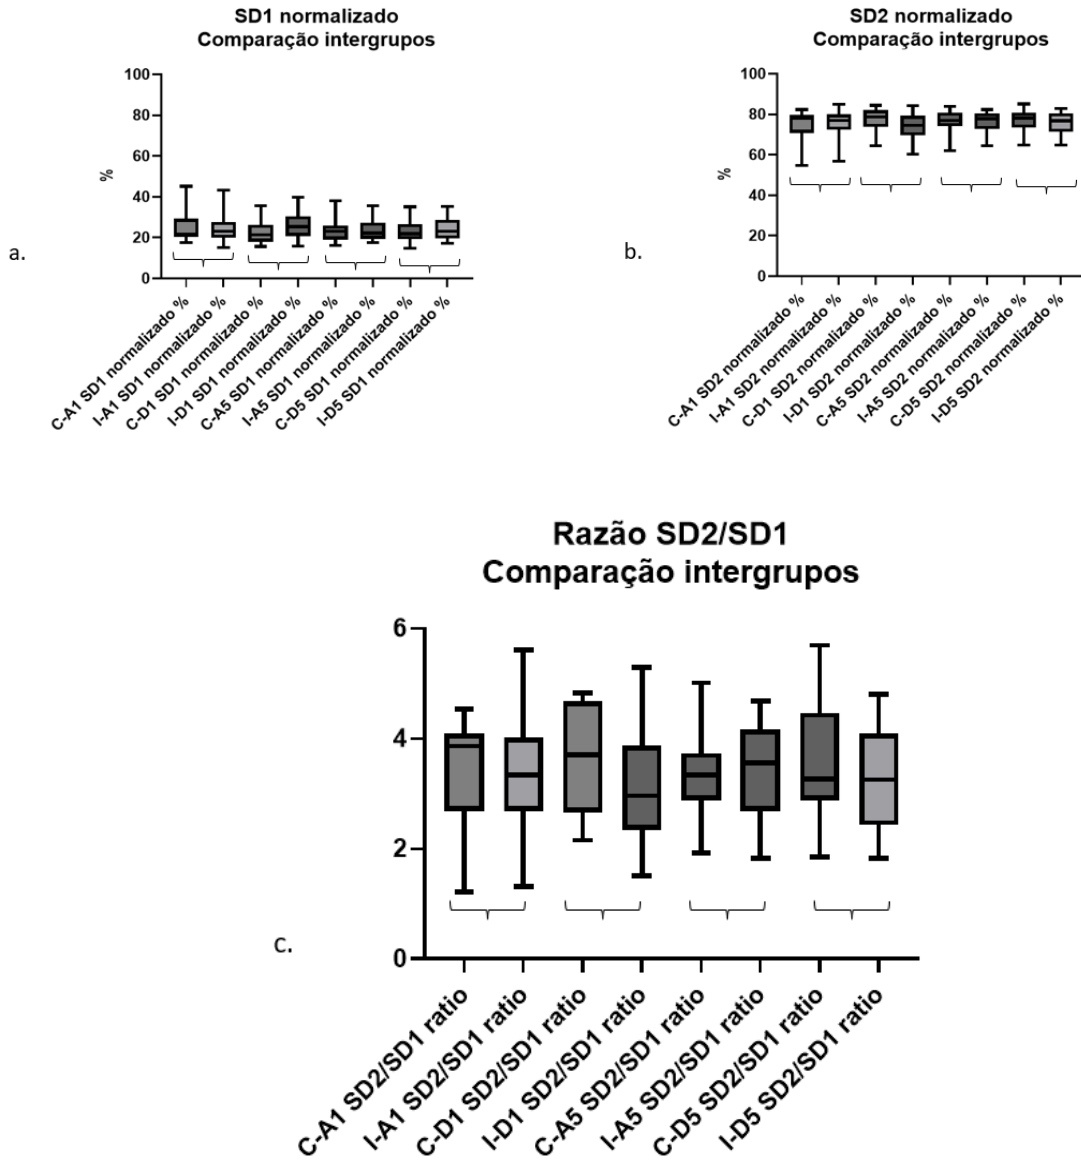 SD1 normalizado
Comparação intergrupos
100
80
60
40
20
0
%
a.
C-A1 SD1 normalizado %
I-A1 SD1 normalizado %
C-D1 SD1 normalizado %
I-D1 SD1 normalizado %
C-A5 SD1 normalizado %
I-A5 SD1 normalizado %
C-D5 SD1 normalizado %
I-D5 SD1 normalizado %
SD2 normalizado
Comparação intergrupos
100
80
60
40
20
0
%
b.
C-A1 SD2 normalizado %
I-A1 SD2 normalizado %
C-D1 SD2 normalizado %
I-D1 SD2 normalizado %
C-A5 SD2 normalizado %
I-A5 SD2 normalizado %
C-D5 SD2 normalizado %
I-D5 SD2 normalizado %
Razão SD2/SD1
Comparação intergrupos
6
4
2
0
c.
C-A1 SD2/SD1 ratio
I-A1 SD2/SD1 ratio
C-D1 SD2/SD1 ratio
I-D1 SD2/SD1 ratio
C-A5 SD2/SD1 ratio
I-A5 SD2/SD1 ratio
C-D5 SD2/SD1 ratio
I-D5 SD2/SD1 ratio